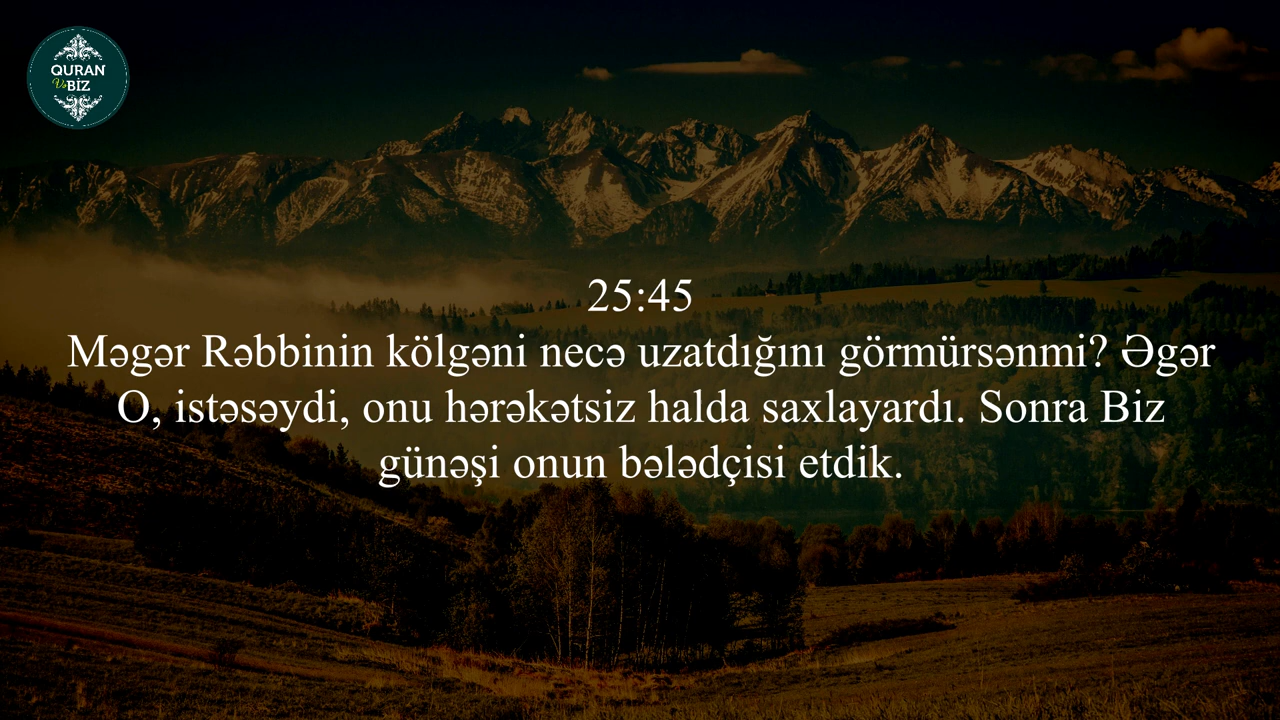 QURAN
Və BİZ
25:45
Məgər Rəbbinin kölgəni necə uzatdığını görmürsənmi? Əgər
O, istəsəydi, onu hərəkətsiz halda saxlayardı. Sonra Biz
günəşi onun bələdçisi etdik.